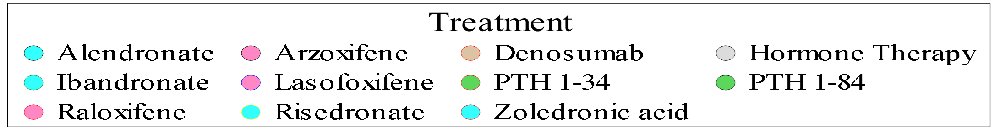 Treatment
Alendronate Arzoxifene Denosumab Hormone Therapy
Ibandronate Lasofoxifene PTH 1-34 PTH 1-84
Raloxifene Risedronate Zoledronic acid